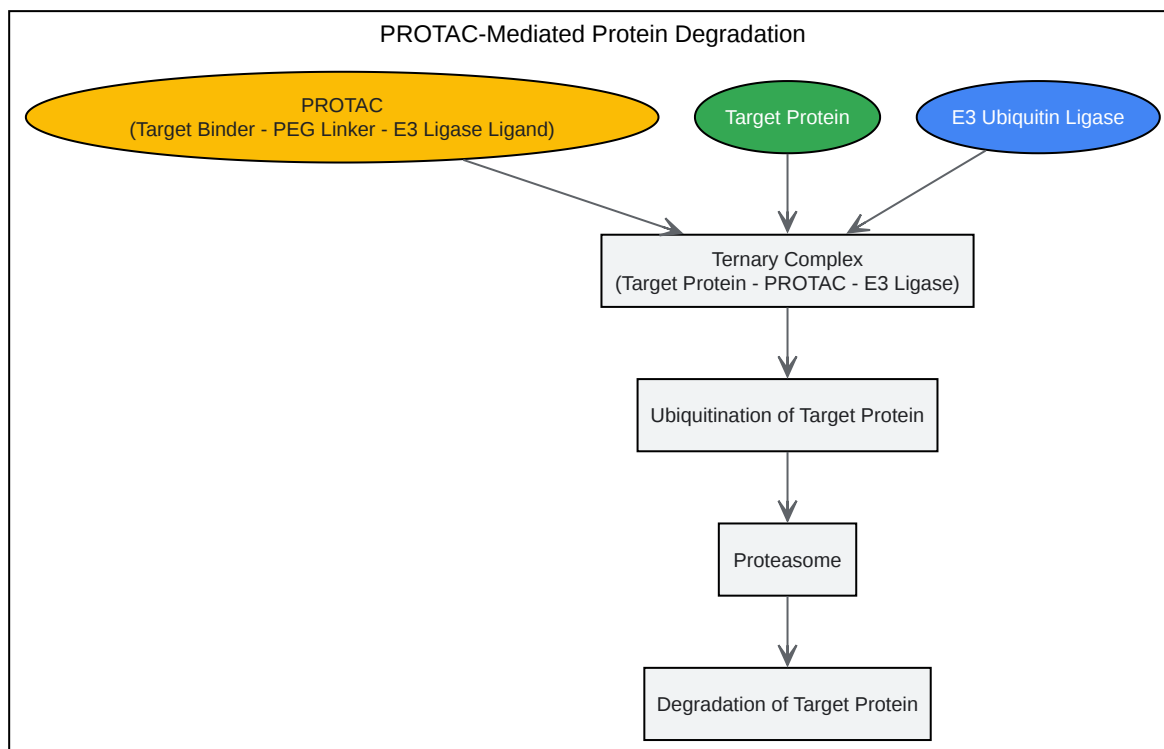 PROTAC-Mediated Protein Degradation
PROTAC
(Target Binder - PEG Linker - E3 Ligase Ligand)
Target Protein
E3 Ubiquitin Ligase
Ternary Complex
(Target Protein - PROTAC - E3 Ligase)
Ubiquitination of Target Protein
Proteasome
Degradation of Target Protein